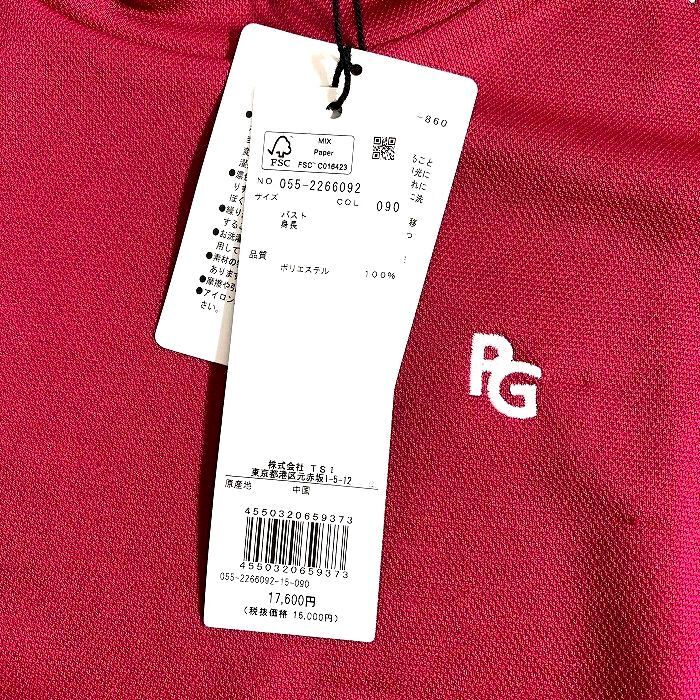 -860
MIX
Paper
FSC™ C016423
FSC
NO 055-2266092
COL 090
サイズ
バスト
身長
品質
ポリエステル 100%
株式会社 TSI
東京都港区元赤坂1-5-12
原産地 中国
4550320659373
4550320659373
055-2266092-15-090
17,600円
(税抜価格 16,000円)
さい。
PG